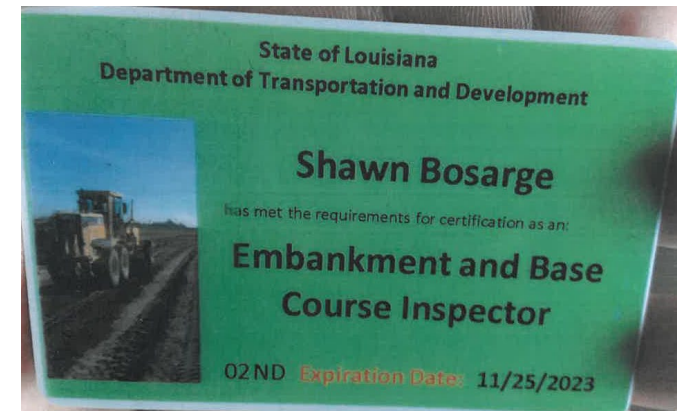 State of Louisiana
Department of Transportation and Development
Shawn Bosarge
has met the requirements for certification as an:
Embankment and Base
Course Inspector
02ND Expiration Date: 11/25/2023